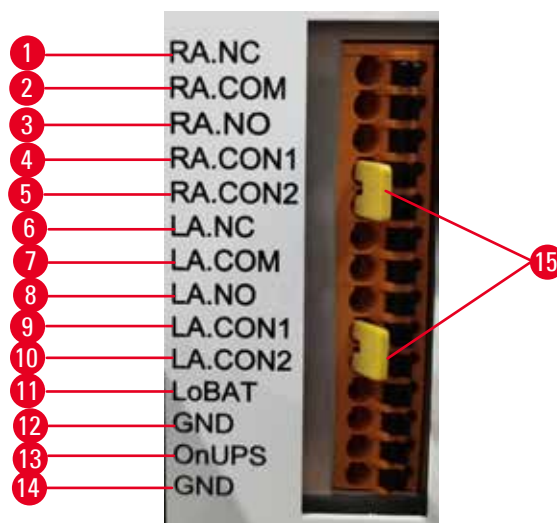 1 RA.NC
2 RA.COM
3 RA.NO
4 RA.CON1
5 RA.CON2
6 LA.NC
7 LA.COM
8 LA.NO
9 LA.CON1
10 LA.CON2
11 LoBAT
12 GND
13 OnUPS
14 GND
15